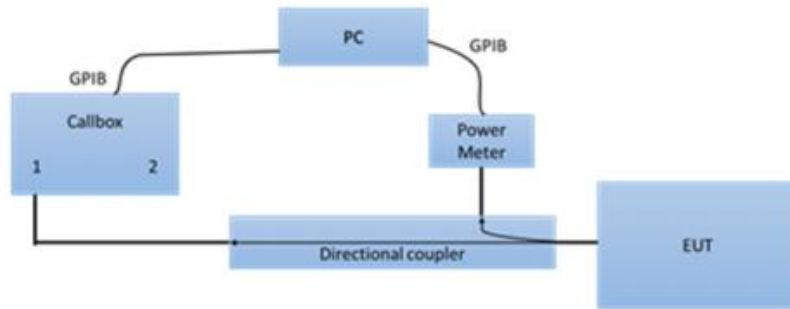 PC
GPIB
GPIB
Callbox
1 2
Power
Meter
Directional coupler
EUT